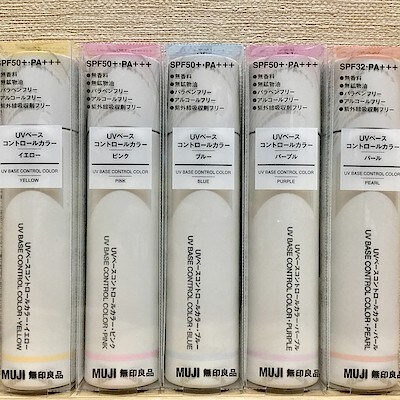 SPF50+·PA+++
●無香料
●無鉱物油
●パラベンフリー
●アルコールフリー
●紫外線吸収剤フリー
UVベース
コントロールカラー
イエロー
UV BASE CONTROL COLOR
YELLOW
UVベースコントロールカラー・イエロー
UV BASE CONTROL COLOR・YELLOW
MUJI 無印良品
SPF50+·PA+++
●無香料
●無鉱物油
●パラベンフリー
●アルコールフリー
●紫外線吸収剤フリー
UVベース
コントロールカラー
ピンク
UV BASE CONTROL COLOR
PINK
UVベースコントロールカラー・ピンク
UV BASE CONTROL COLOR・PINK
MUJI 無印良品
SPF50+·PA+++
●無香料
●無鉱物油
●パラベンフリー
●アルコールフリー
●紫外線吸収剤フリー
UVベース
コントロールカラー
ブルー
UV BASE CONTROL COLOR
BLUE
UVベースコントロールカラー・ブルー
UV BASE CONTROL COLOR・BLUE
MUJI 無印良品
SPF50+·PA+++
●無香料
●無鉱物油
●パラベンフリー
●アルコールフリー
●紫外線吸収剤フリー
UVベース
コントロールカラー
パープル
UV BASE CONTROL COLOR
PURPLE
UVベースコントロールカラー・パープル
UV BASE CONTROL COLOR・PURPLE
MUJI 無印良品
SPF32·PA+++
●無香料
●無鉱物油
●パラベンフリー
●アルコールフリー
●紫外線吸収剤フリー
UVベース
コントロールカラー
パール
UV BASE CONTROL COLOR
PEARL
UVベースコントロールカラー・パール
UV BASE CONTROL COLOR・PEARL
MUJI 無印良品